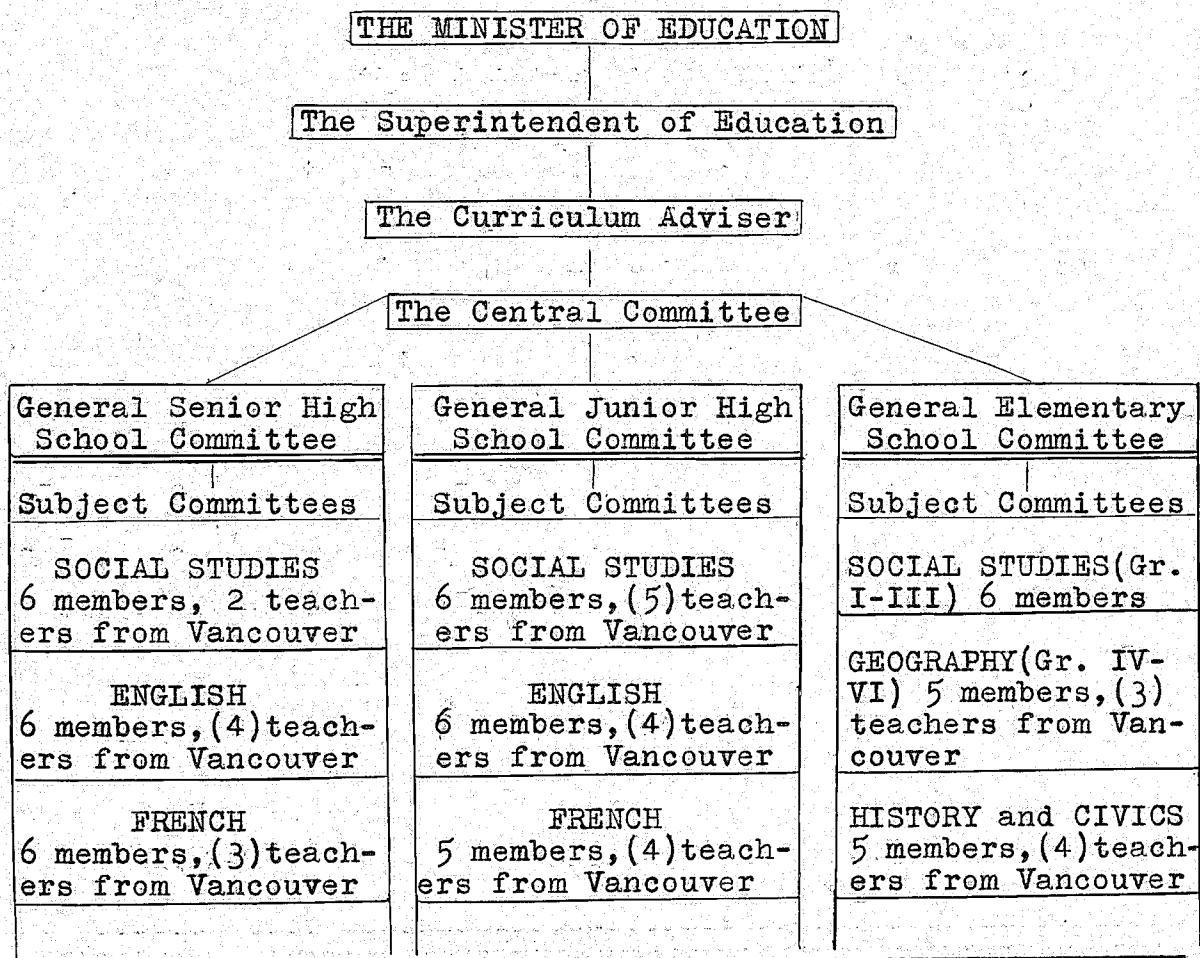 THE MINISTER OF EDUCATION
The Superintendent of Education
The Curriculum Adviser
The Central Committee
General Senior High
School Committee
Subject Committees
SOCIAL STUDIES
6 members, 2 teach-
ers from Vancouver
ENGLISH
6 members,(4)teach-
ers from Vancouver
FRENCH
6 members,(3)teach-
ers from Vancouver
General Junior High
School Committee
Subject Committees
SOCIAL STUDIES
6 members,(5)teach-
ers from Vancouver
ENGLISH
6 members,(4)teach-
ers from Vancouver
FRENCH
5 members,(4)teach-
ers from Vancouver
General Elementary
School Committee
Subject Committees
SOCIAL STUDIES(Gr.
I-III) 6 members
GEOGRAPHY(Gr. IV-
VI) 5 members,(3)
teachers from Van-
couver
HISTORY and CIVICS
5 members,(4)teach-
ers from Vancouver